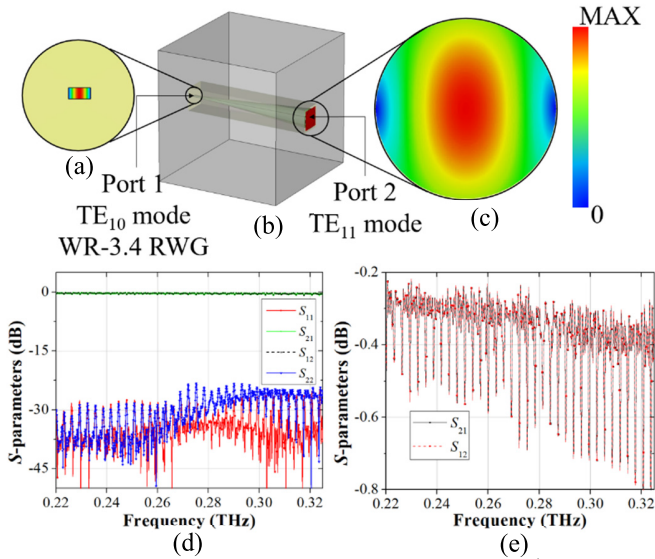 MAX
0
(a)
Port 1
TE10 mode
WR-3.4 RWG
(b)
Port 2
TE11 mode
(c)
S-parameters (dB)
0
-15
-30
-45
0.22 0.24 0.26 0.28 0.30 0.32
Frequency (THz)
S11
S21
S12
S22
(d)
S-parameters (dB)
-0.2
-0.4
-0.6
-0.8
0.22 0.24 0.26 0.28 0.30 0.32
Frequency (THz)
S21
S12
(e)